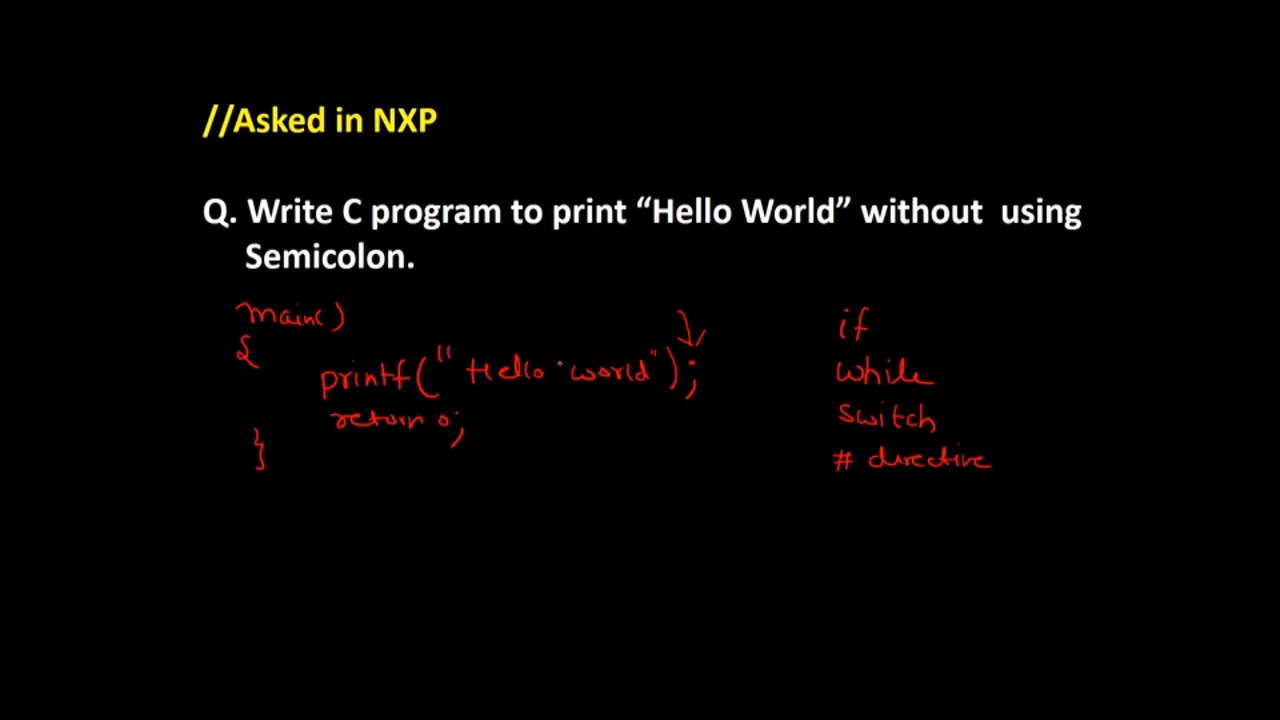 //Asked in NXP
Q. Write C program to print “Hello World” without using
Semicolon.
main()
{
printf("Hello world");
return 0;
}
if
while
switch
# directive